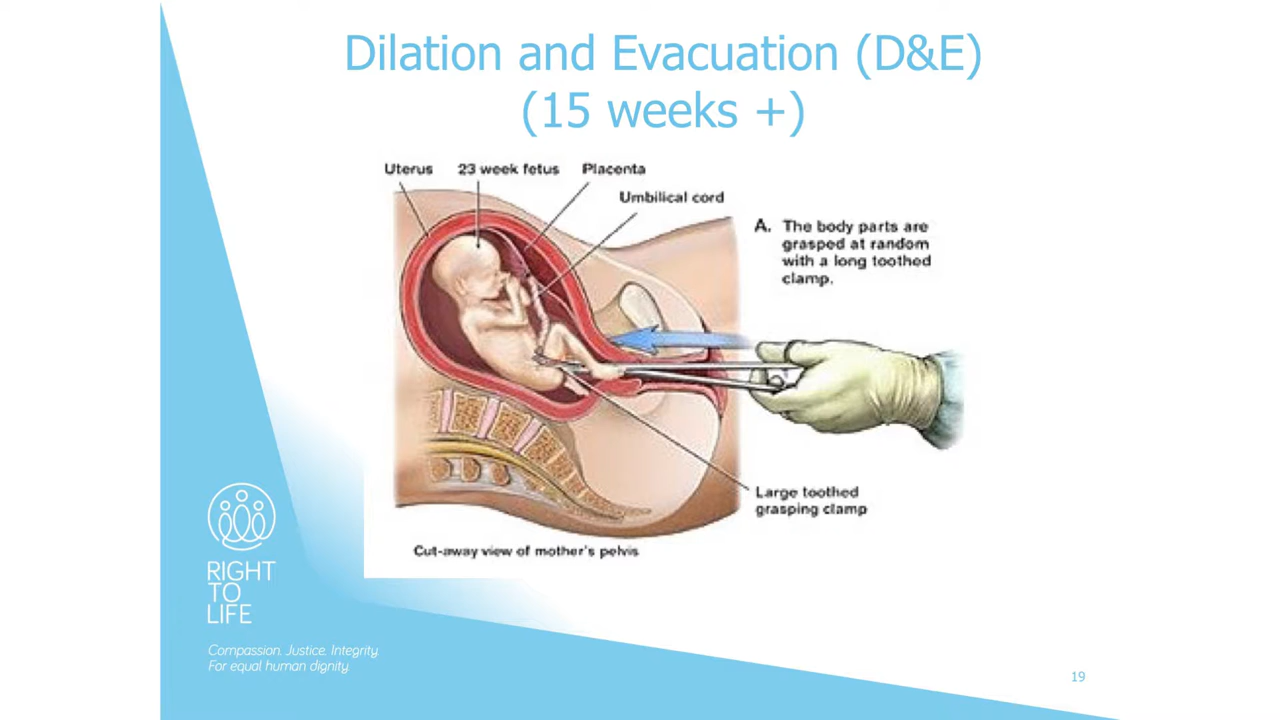 Dilation and Evacuation (D&E)
(15 weeks +)
Uterus
23 week fetus
Placenta
Umbilical cord
A. The body parts are
grasped at random
with a long toothed
clamp.
Large toothed
grasping clamp
Cut-away view of mother's pelvis
RIGHT
TO
LIFE
Compassion. Justice. Integrity.
For equal human dignity
19